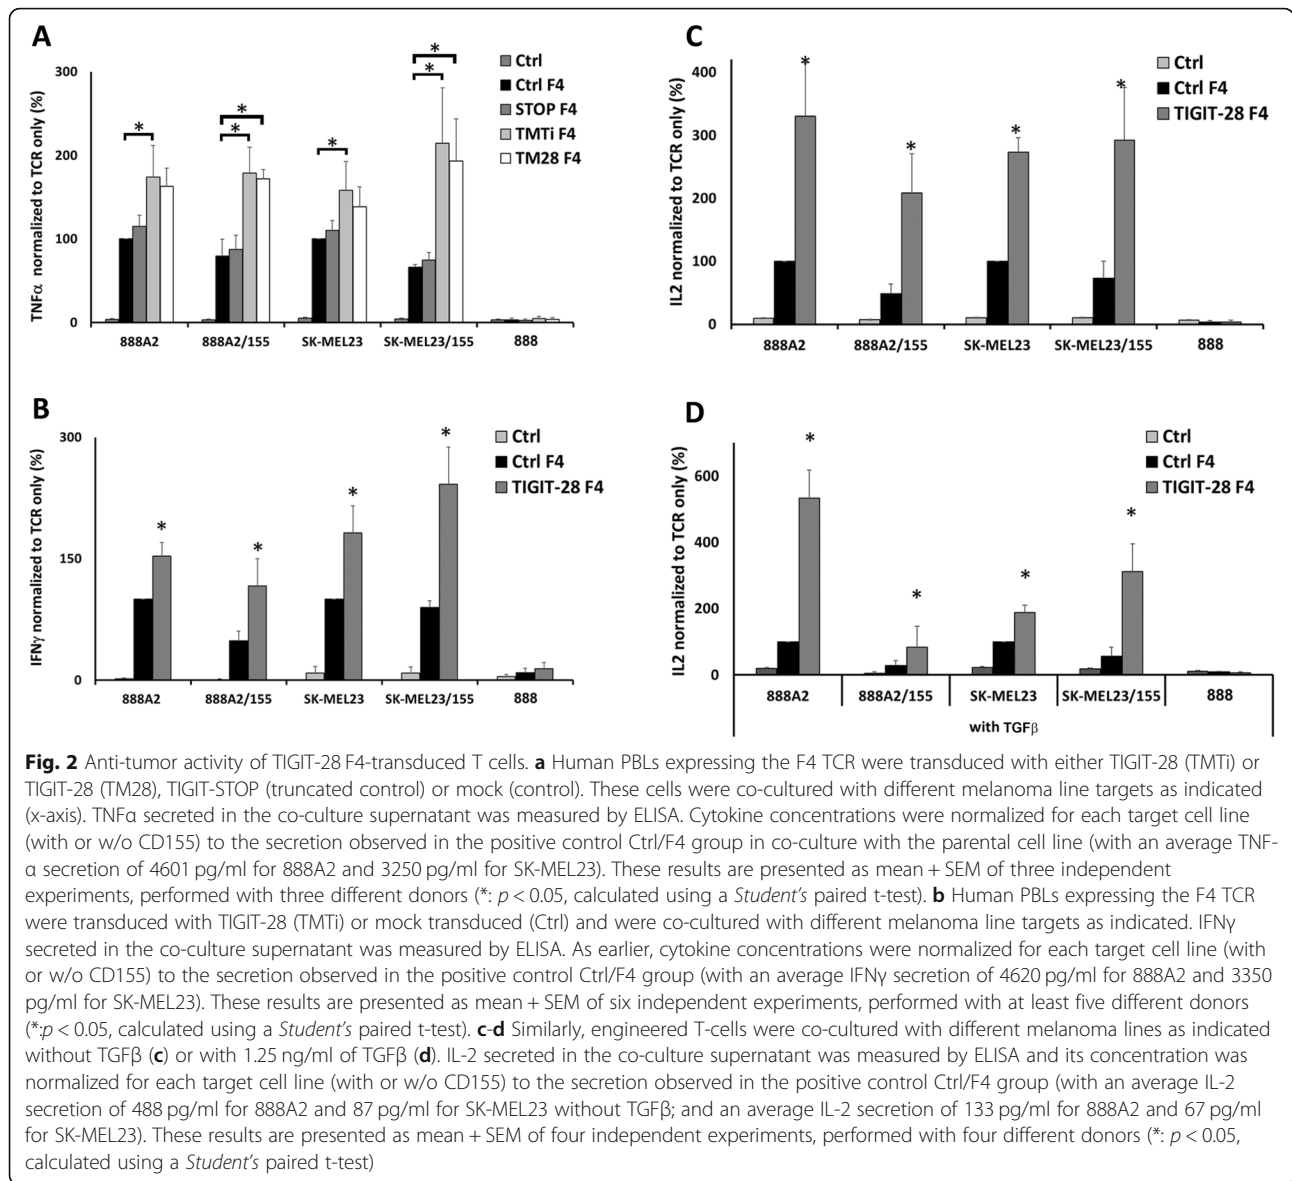 A
TNFα normalized to TCR only (%)
300
200
100
0
Ctrl
Ctrl F4
STOP F4
TMTi F4
TM28 F4
* * * * * *
888A2 888A2/155 SK-MEL23 SK-MEL23/155 888
B
IFNγ normalized to TCR only (%)
300
150
0
Ctrl
Ctrl F4
TIGIT-28 F4
* * * *
888A2 888A2/155 SK-MEL23 SK-MEL23/155 888
C
IL2 normalized to TCR only (%)
400
300
200
100
0
Ctrl
Ctrl F4
TIGIT-28 F4
* * * *
888A2 888A2/155 SK-MEL23 SK-MEL23/155 888
D
IL2 normalized to TCR only (%)
600
400
200
0
Ctrl
Ctrl F4
TIGIT-28 F4
* * * *
888A2 888A2/155 SK-MEL23 SK-MEL23/155 888
with TGFβ
Fig. 2 Anti-tumor activity of TIGIT-28 F4-transduced T cells. a Human PBLs expressing the F4 TCR were transduced with either TIGIT-28 (TMTi) or
TIGIT-28 (TM28), TIGIT-STOP (truncated control) or mock (control). These cells were co-cultured with different melanoma line targets as indicated
(x-axis). TNFα secreted in the co-culture supernatant was measured by ELISA. Cytokine concentrations were normalized for each target cell line
(with or w/o CD155) to the secretion observed in the positive control Ctrl/F4 group in co-culture with the parental cell line (with an average TNF-
α secretion of 4601 pg/ml for 888A2 and 3250 pg/ml for SK-MEL23). These results are presented as mean + SEM of three independent
experiments, performed with three different donors (*: p < 0.05, calculated using a Student's paired t-test). b Human PBLs expressing the F4 TCR
were transduced with TIGIT-28 (TMTi) or mock transduced (Ctrl) and were co-cultured with different melanoma line targets as indicated. IFNγ
secreted in the co-culture supernatant was measured by ELISA. As earlier, cytokine concentrations were normalized for each target cell line (with
or w/o CD155) to the secretion observed in the positive control Ctrl/F4 group (with an average IFNγ secretion of 4620 pg/ml for 888A2 and 3350
pg/ml for SK-MEL23). These results are presented as mean + SEM of six independent experiments, performed with at least five different donors
(*:p < 0.05, calculated using a Student's paired t-test). c-d Similarly, engineered T-cells were co-cultured with different melanoma lines as indicated
without TGFβ (c) or with 1.25 ng/ml of TGFβ (d). IL-2 secreted in the co-culture supernatant was measured by ELISA and its concentration was
normalized for each target cell line (with or w/o CD155) to the secretion observed in the positive control Ctrl/F4 group (with an average IL-2
secretion of 488 pg/ml for 888A2 and 87 pg/ml for SK-MEL23 without TGFβ; and an average IL-2 secretion of 133 pg/ml for 888A2 and 67 pg/ml
for SK-MEL23). These results are presented as mean + SEM of four independent experiments, performed with four different donors (*: p < 0.05,
calculated using a Student's paired t-test)